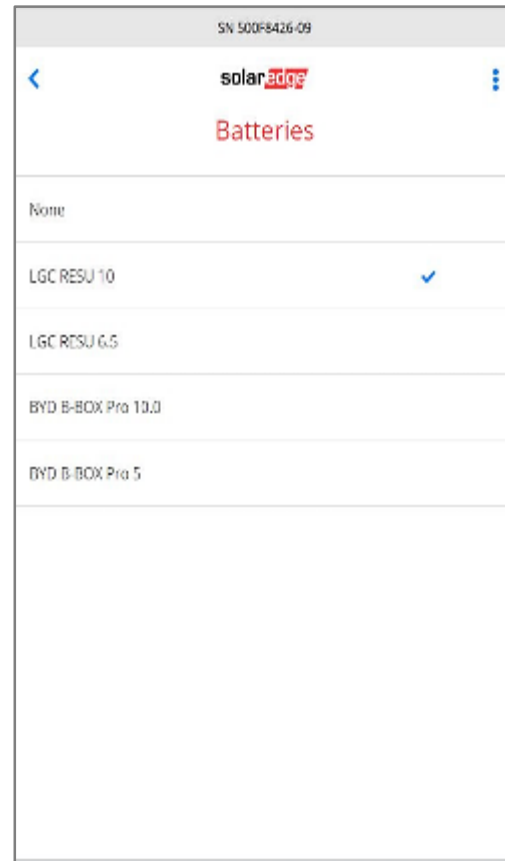 SN 500F8426-09
solaredge
Batteries
None
LGC RESU 10
LGC RESU 6.5
BYD B-BOX Pro 10.0
BYD B-BOX Pro 5